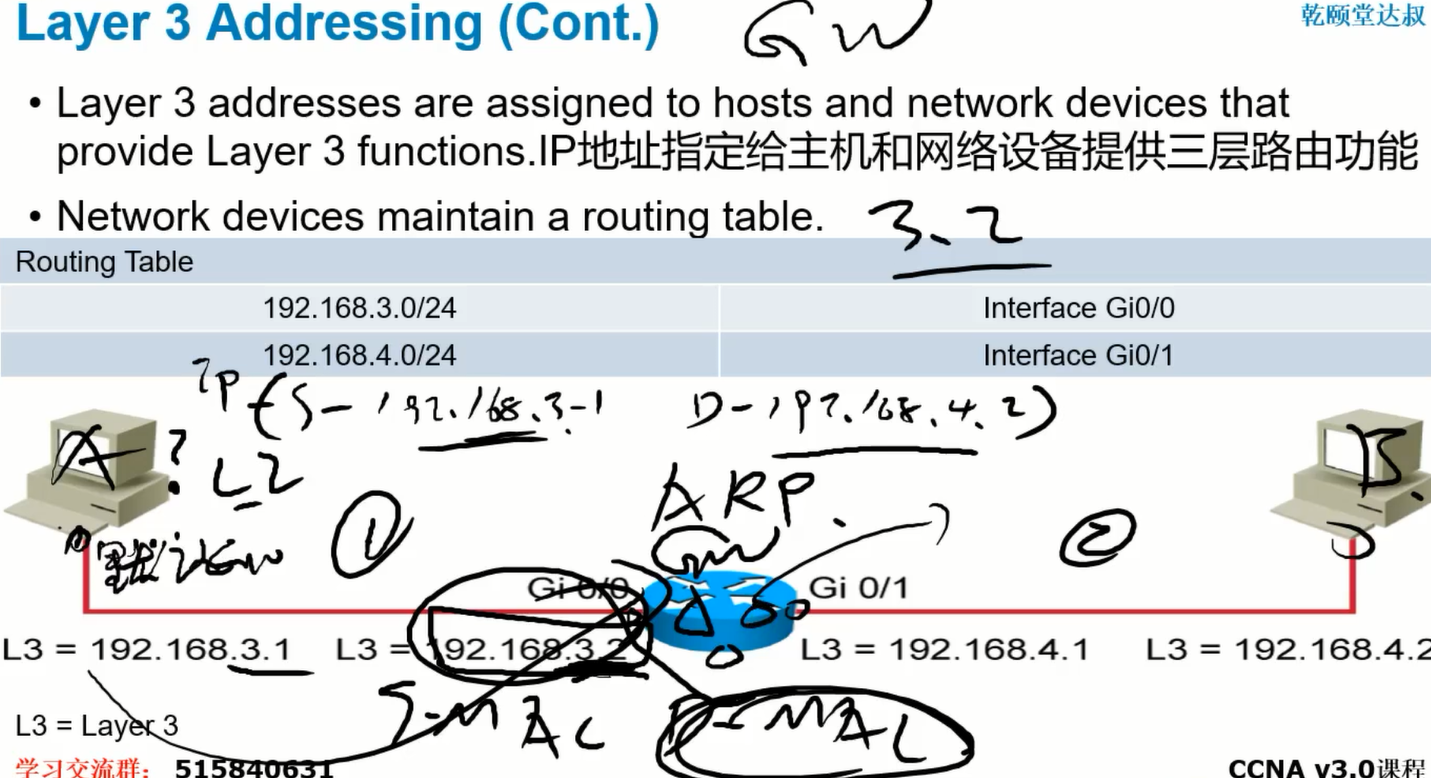 Layer 3 Addressing (Cont.)
GW
乾颐堂达叔
• Layer 3 addresses are assigned to hosts and network devices that
provide Layer 3 functions.IP地址指定给主机和网络设备提供三层路由功能
• Network devices maintain a routing table.
3.2
Routing Table
192.168.3.0/24 Interface Gi0/0
192.168.4.0/24 Interface Gi0/1
IP (S-192.168.3.1 D-192.168.4.2)
A ? L2
ARP
B
默认GW
①
GW
②
Gi 0/0 Gi 0/1
L3 = 192.168.3.1 L3 = 192.168.3.2 L3 = 192.168.4.1 L3 = 192.168.4.2
S-MAC D-MAC
L3 = Layer 3
学习交流群： 515840631 CCNA v3.0课程